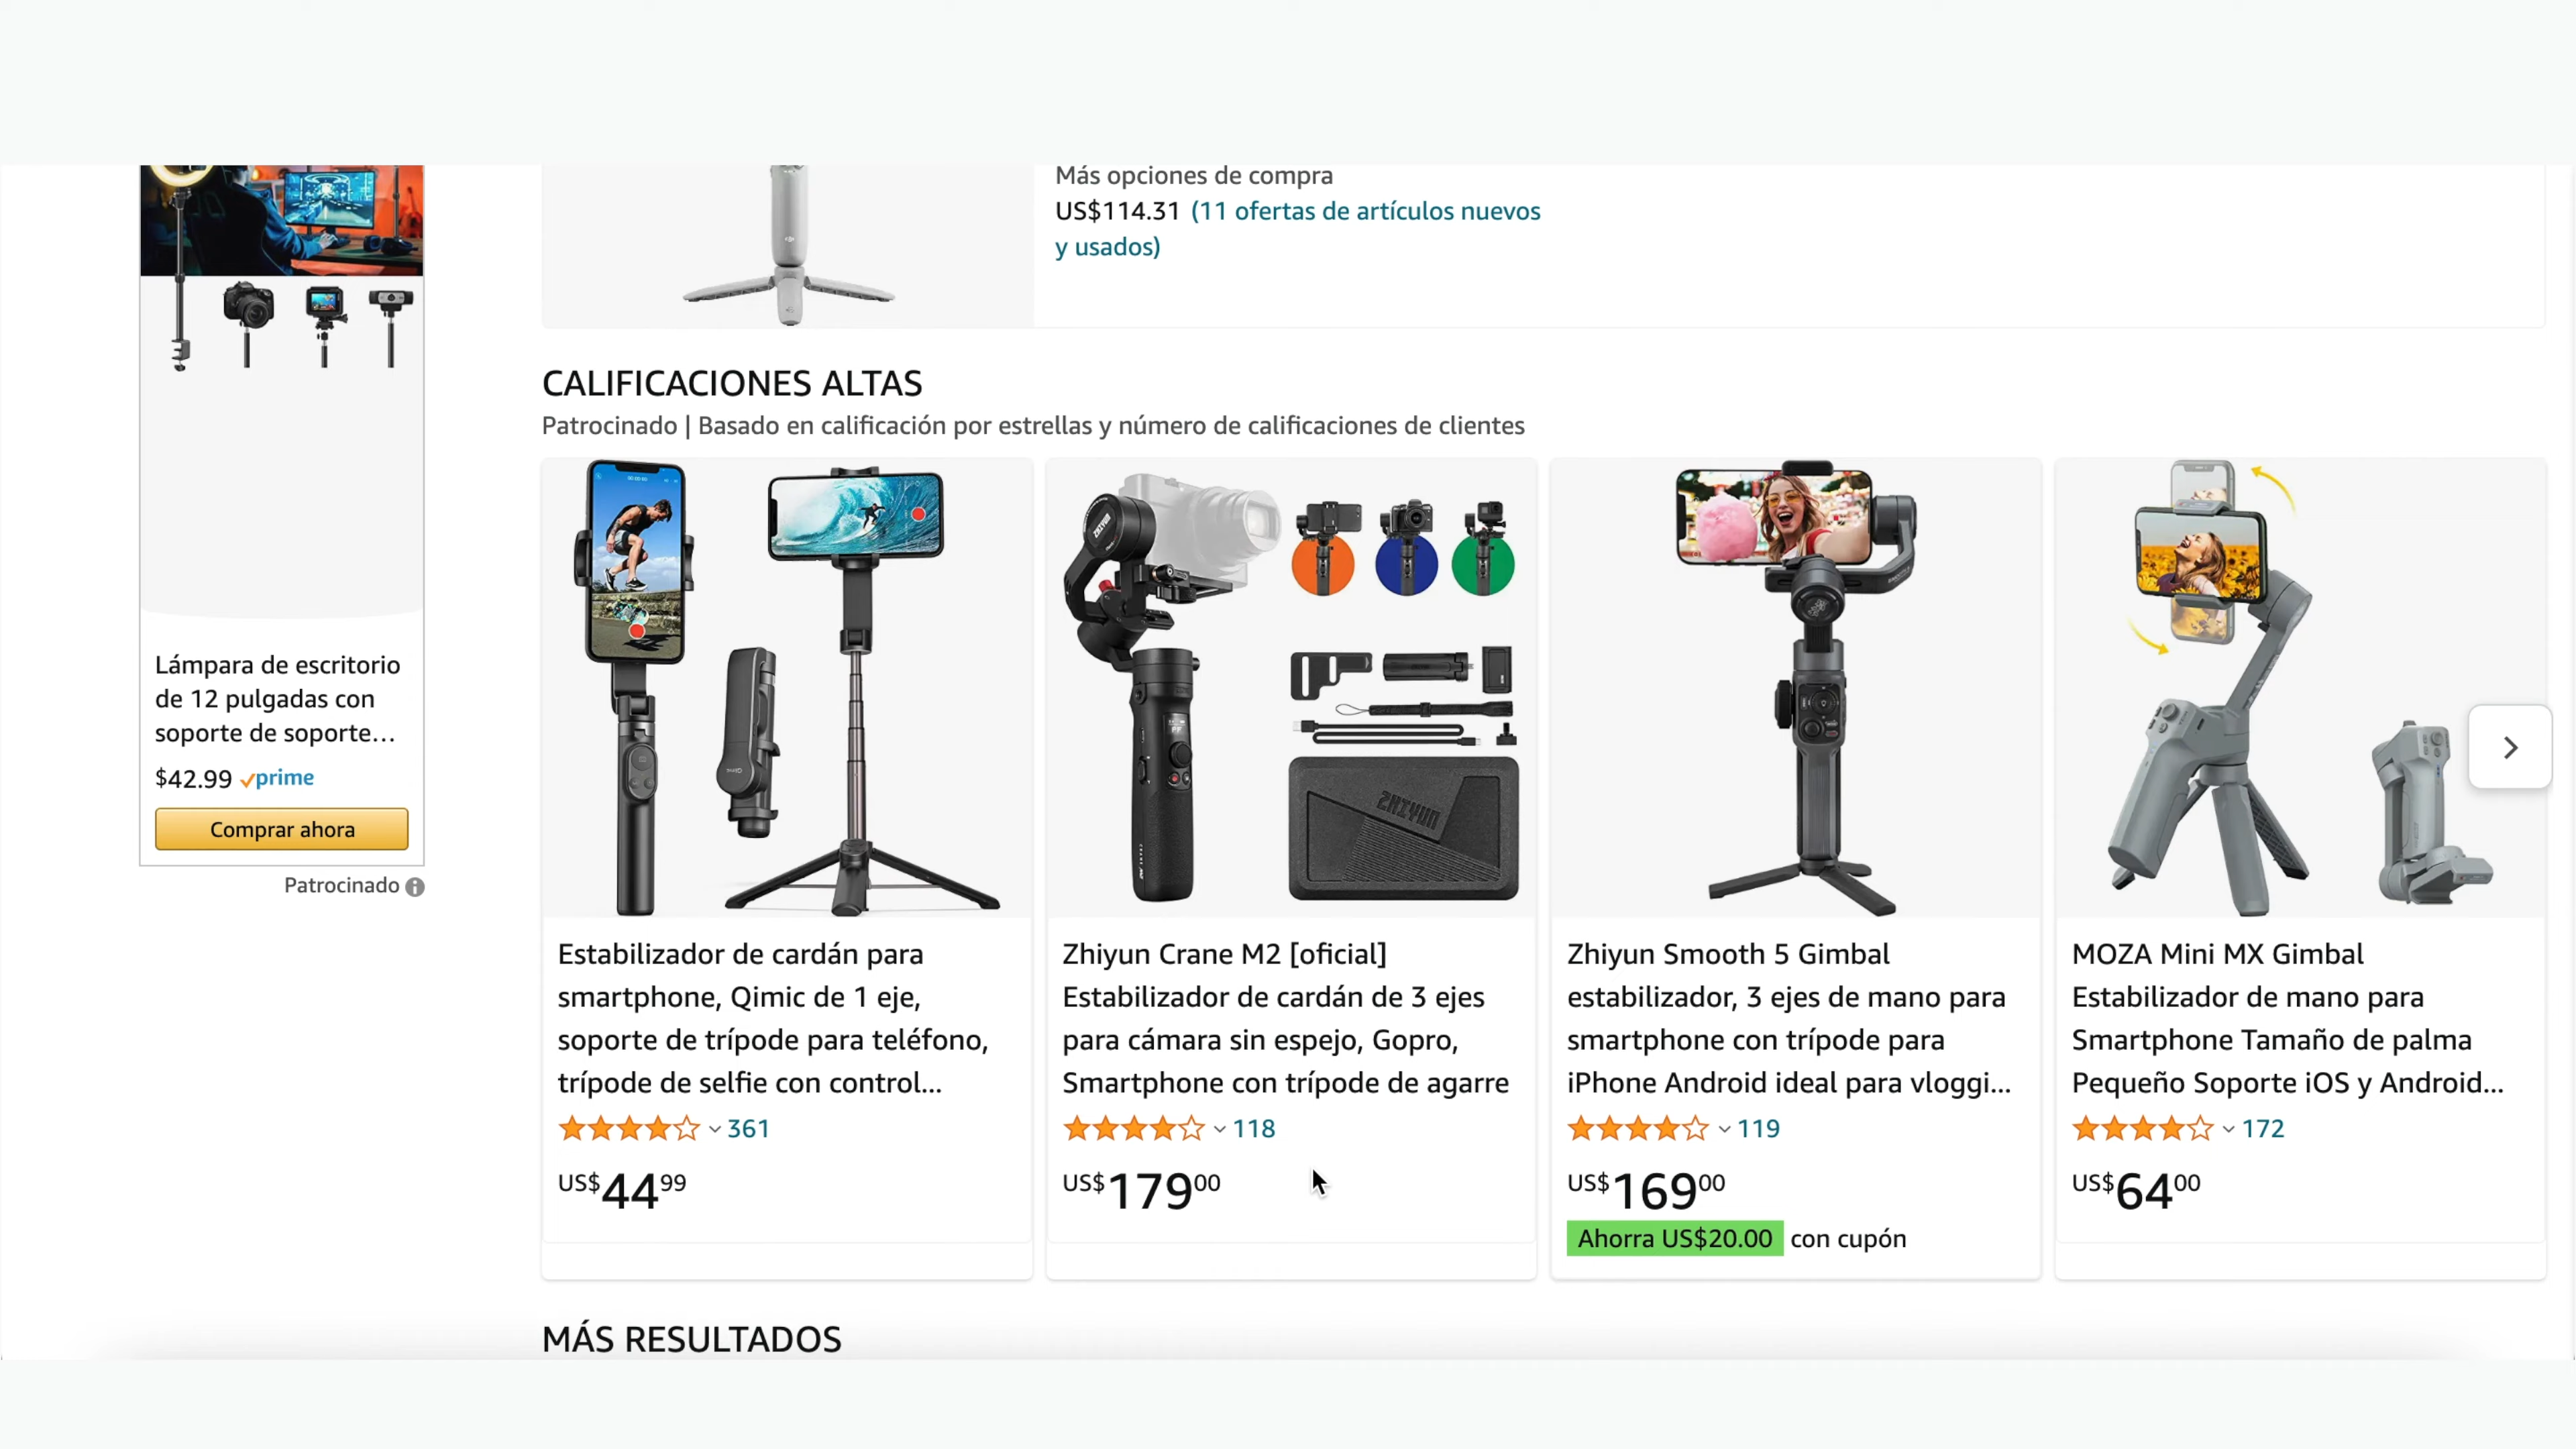 Más opciones de compra
US$114.31 (11 ofertas de artículos nuevos
y usados)
CALIFICACIONES ALTAS
Patrocinado | Basado en calificación por estrellas y número de calificaciones de clientes
Lámpara de escritorio
de 12 pulgadas con
soporte de soporte...
$42.99 prime
Comprar ahora
Patrocinado
ZHIYUN
Estabilizador de cardán para
smartphone, Qimic de 1 eje,
soporte de trípode para teléfono,
trípode de selfie con control...
361
US$44.99
Zhiyun Crane M2 [oficial]
Estabilizador de cardán de 3 ejes
para cámara sin espejo, Gopro,
Smartphone con trípode de agarre
118
US$179.00
Zhiyun Smooth 5 Gimbal
estabilizador, 3 ejes de mano para
smartphone con trípode para
iPhone Android ideal para vloggi...
119
US$169.00
Ahorra US$20.00 con cupón
MOZA Mini MX Gimbal
Estabilizador de mano para
Smartphone Tamaño de palma
Pequeño Soporte iOS y Android...
172
US$64.00
MÁS RESULTADOS